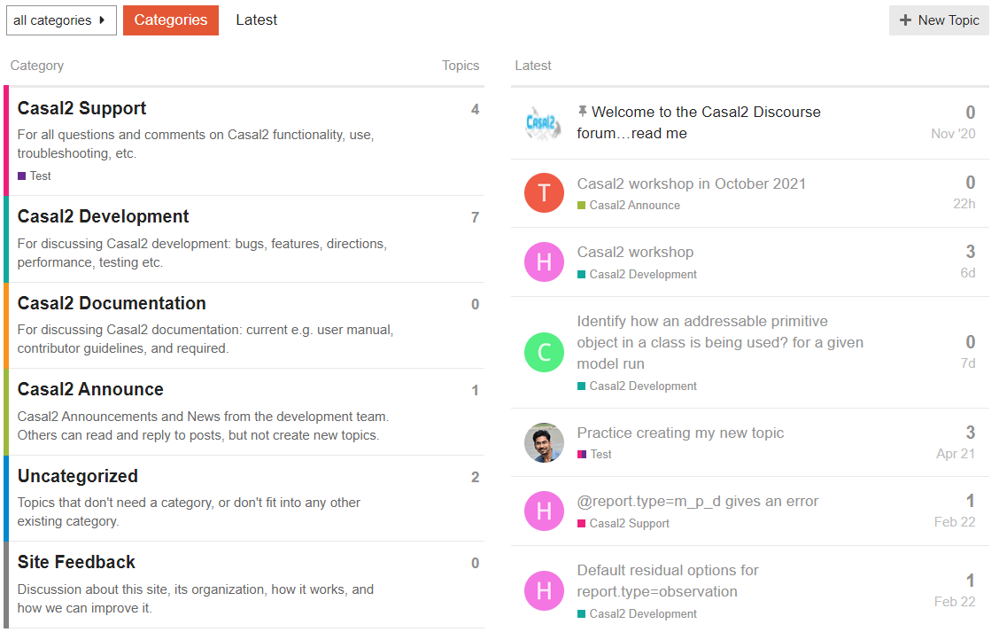 all categories
Categories
Latest
New Topic
Category
Topics
Casal2 Support
4
For all questions and comments on Casal2 functionality, use,
troubleshooting, etc.
Test
Casal2 Development
7
For discussing Casal2 development: bugs, features, directions,
performance, testing etc.
Casal2 Documentation
0
For discussing Casal2 documentation: current e.g. user manual,
contributor guidelines, and required.
Casal2 Announce
1
Casal2 Announcements and News from the development team.
Others can read and reply to posts, but not create new topics.
Uncategorized
2
Topics that don't need a category, or don't fit into any other
existing category.
Site Feedback
0
Discussion about this site, its organization, how it works, and
how we can improve it.
Latest
Casal2
Welcome to the Casal2 Discourse
forum…read me
0
Nov '20
T
Casal2 workshop in October 2021
0
Casal2 Announce
22h
H
Casal2 workshop
3
Casal2 Development
6d
Identify how an addressable primitive
object in a class is being used? for a given
model run
C
0
7d
Casal2 Development
Practice creating my new topic
3
Test
Apr 21
H
@report.type=m_p_d gives an error
1
Casal2 Support
Feb 22
H
Default residual options for
report.type=observation
1
Feb 22
Casal2 Development